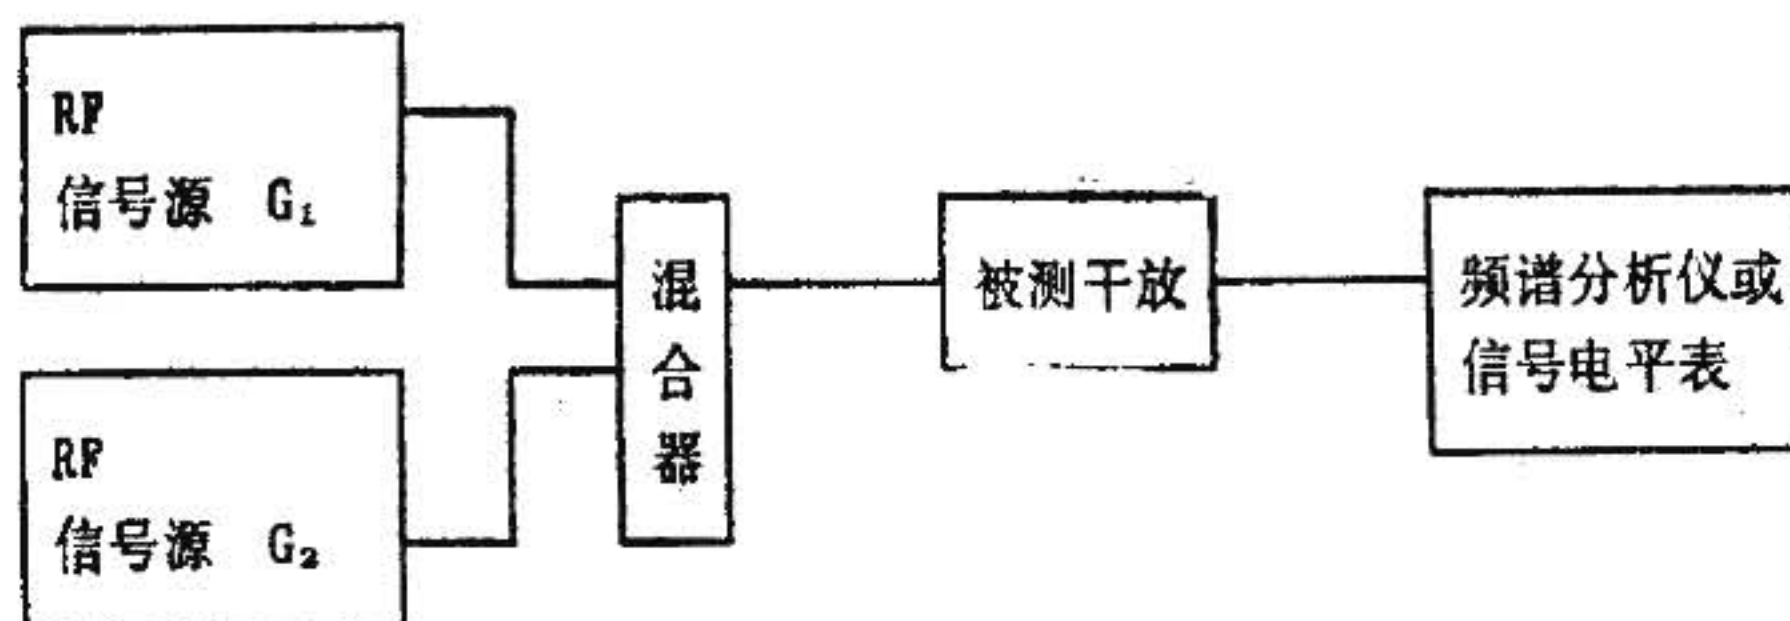 RF
信号源 G₁
RF
信号源 G₂
混
合
器
被测干放
频谱分析仪或
信号电平表